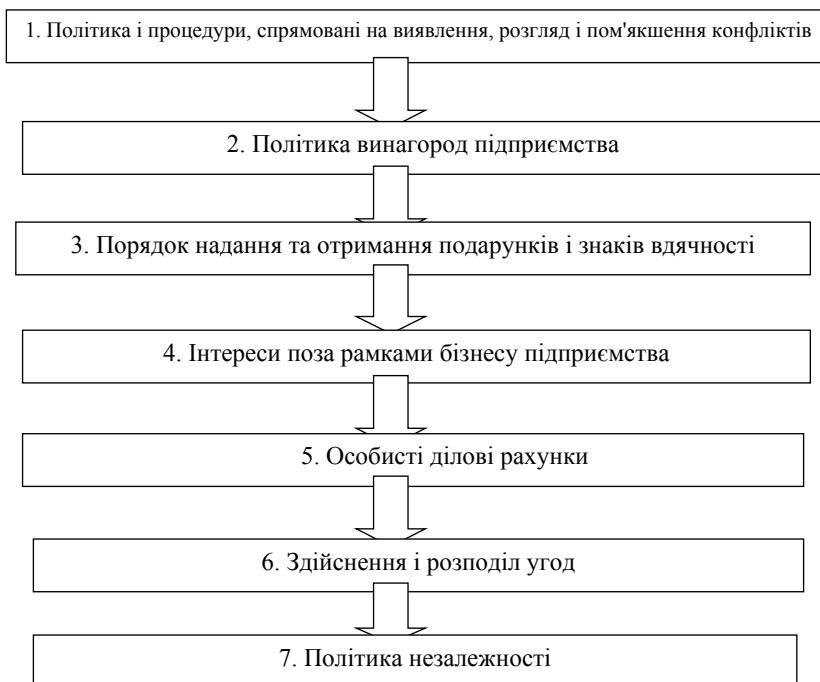 1. Політика і процедури, спрямовані на виявлення, розгляд і пом'якшення конфліктів
2. Політика винагород підприємства
3. Порядок надання та отримання подарунків і знаків вдячності
4. Інтереси поза рамками бізнесу підприємства
5. Особисті ділові рахунки
6. Здійснення і розподіл угод
7. Політика незалежності